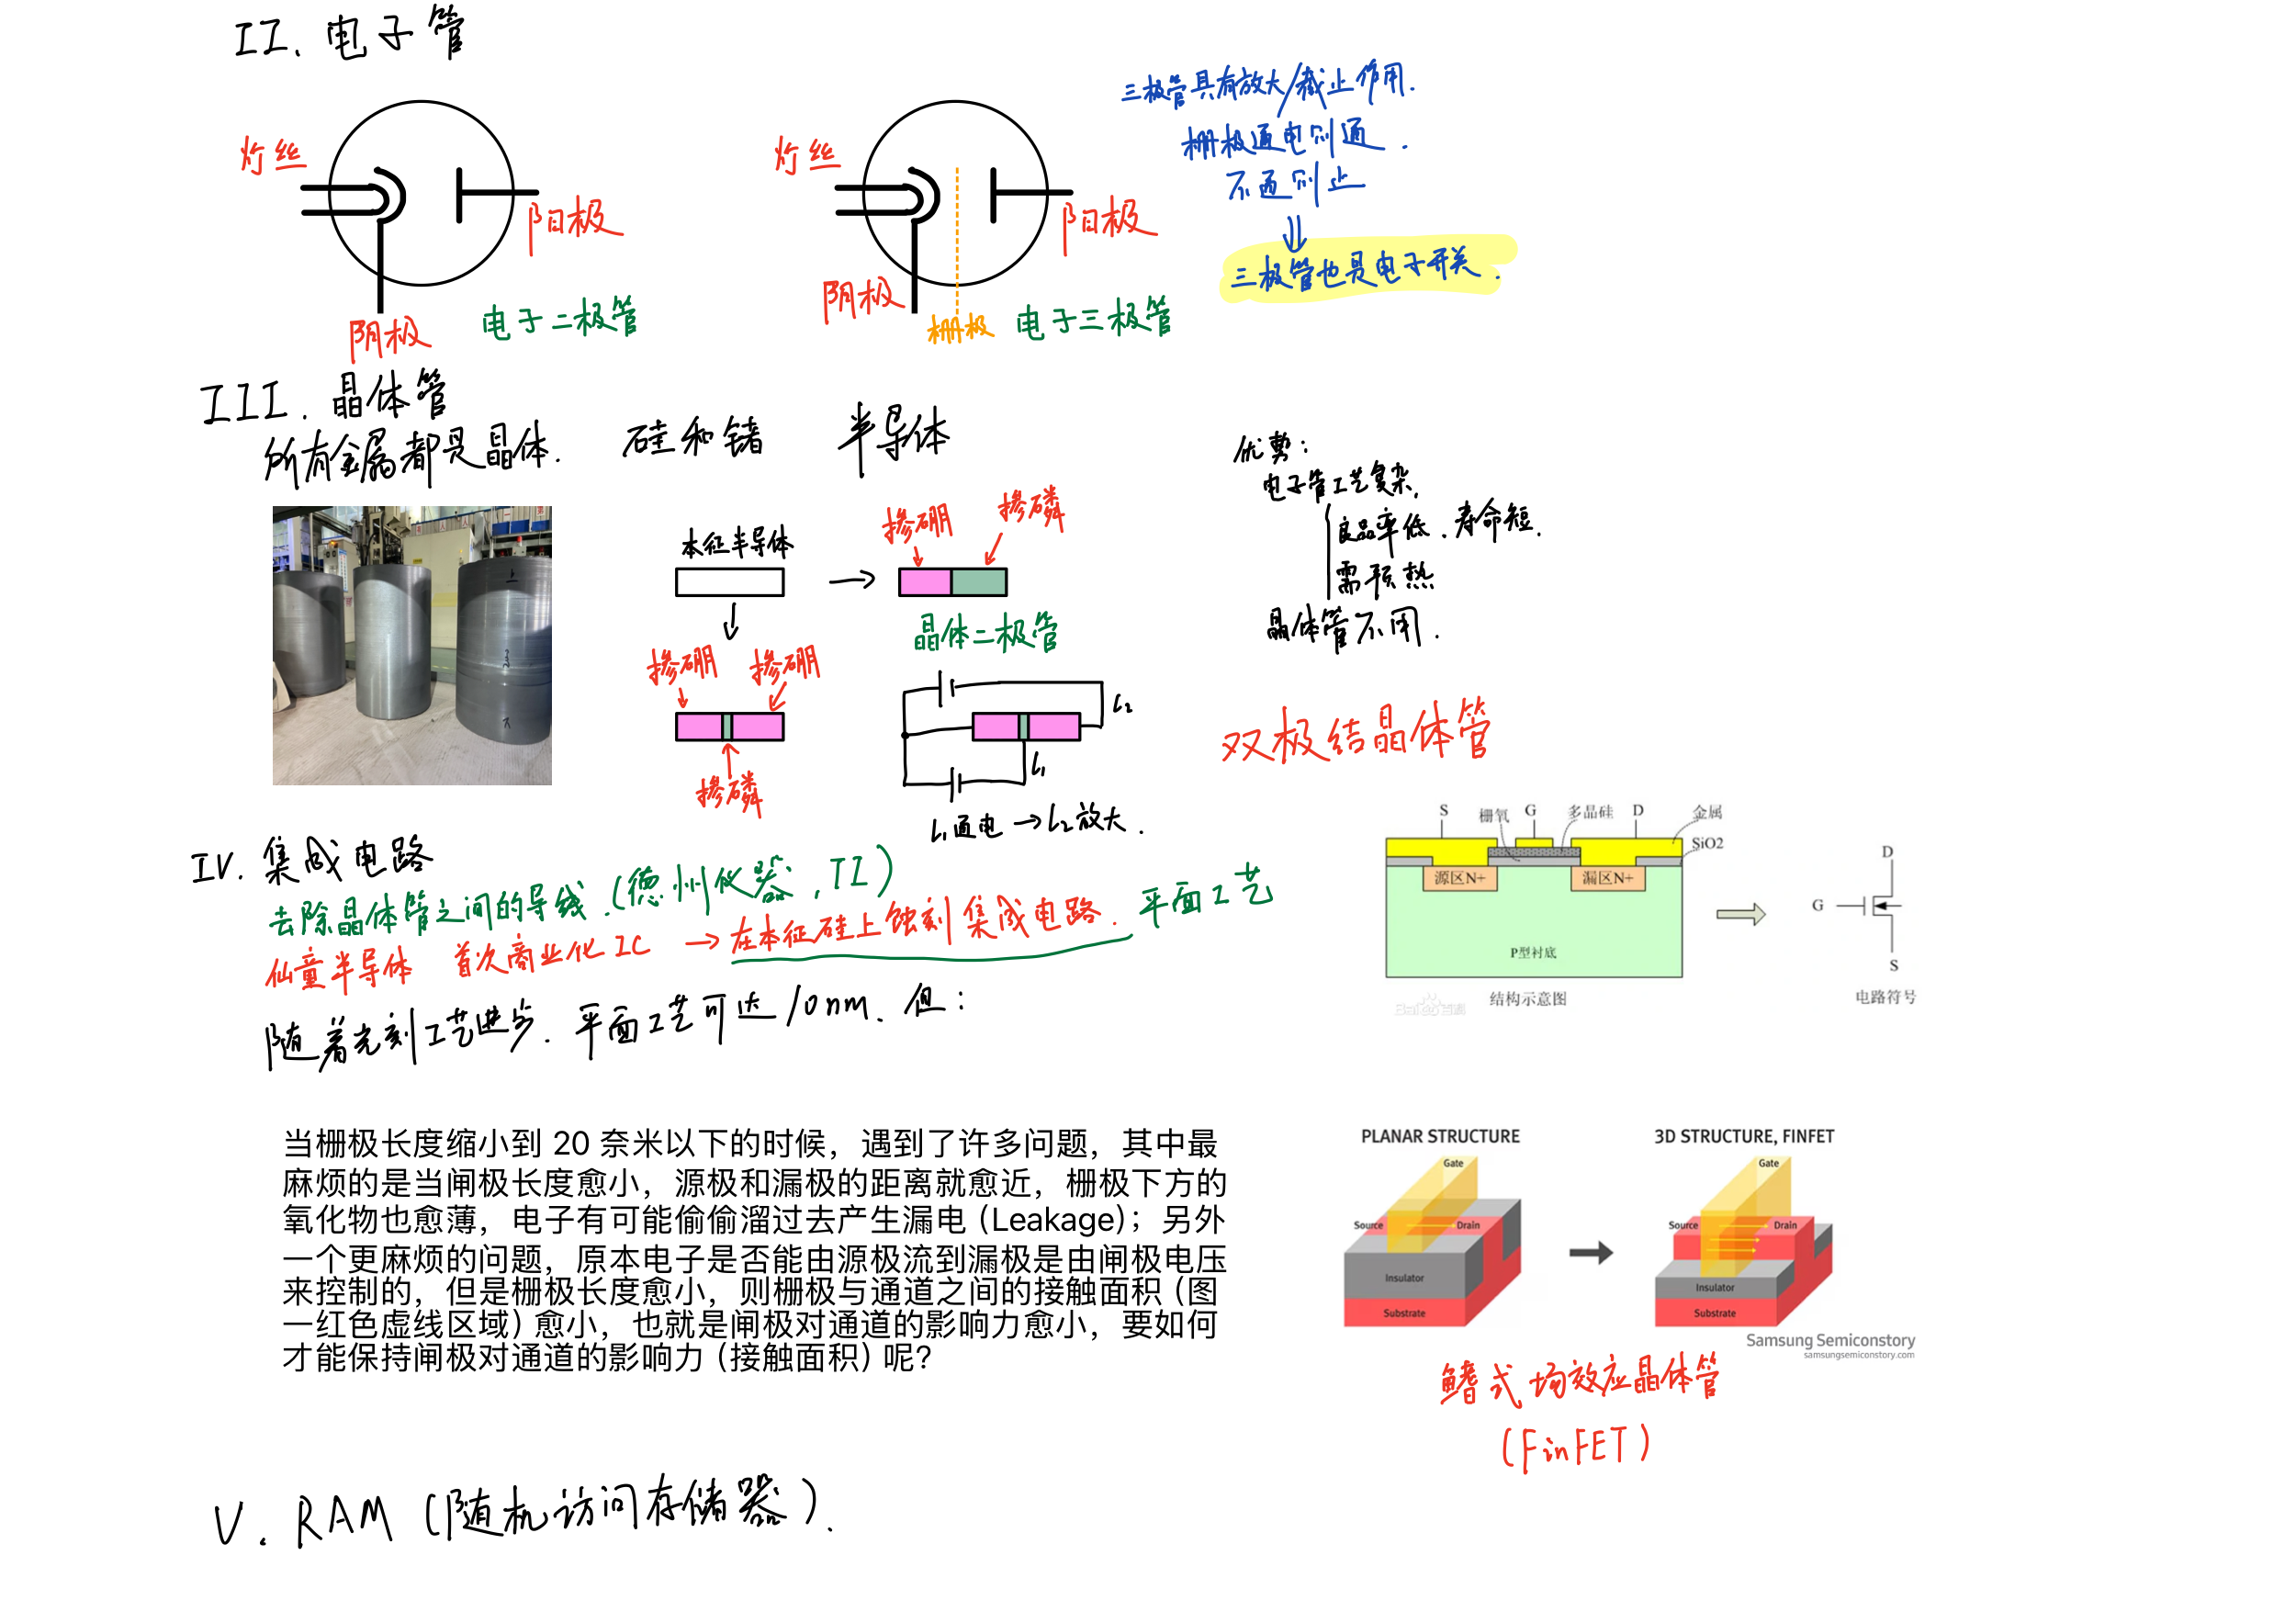 II. 电子管
灯丝
阳极
阴极
电子二极管
灯丝
阳极
阴极
栅极
电子三极管
三极管具有放大/截止作用.
栅极通电则通.
不通则止
⇓
三极管也是电子开关.
III. 晶体管
所有金属都是晶体. 硅和锗 半导体
本征半导体
→
掺硼 掺磷
晶体二极管
掺硼 掺硼
掺磷
L2
L1
L1通电→L2放大.
优势:
电子管工艺复杂,
良品率低、寿命短.
需预热
晶体管不用.
双极结晶体管
S 栅氧 G 多晶硅 D 金属
SiO2
源区N+ 漏区N+
P型衬底
结构示意图
Baidu百科
D
G
S
电路符号
IV. 集成电路
去除晶体管之间的导线.(德州仪器,TI)
仙童半导体 首次商业化IC →在本征硅上蚀刻集成电路. 平面工艺
随着光刻工艺进步. 平面工艺可达10nm、但:
当栅极长度缩小到 20 奈米以下的时候，遇到了许多问题，其中最
麻烦的是当闸极长度愈小，源极和漏极的距离就愈近，栅极下方的
氧化物也愈薄，电子有可能偷偷溜过去产生漏电（Leakage）；另外
一个更麻烦的问题，原本电子是否能由源极流到漏极是由闸极电压
来控制的，但是栅极长度愈小，则栅极与通道之间的接触面积（图
一红色虚线区域）愈小，也就是闸极对通道的影响力愈小，要如何
才能保持闸极对通道的影响力（接触面积）呢？
PLANAR STRUCTURE
Gate
Source Drain
Insulator
Substrate
3D STRUCTURE, FINFET
Gate
Source Drain
Insulator
Substrate
Samsung Semiconstory
samsungsemiconstory.com
鳍式场效应晶体管
(FinFET)
V. RAM (随机访问存储器).